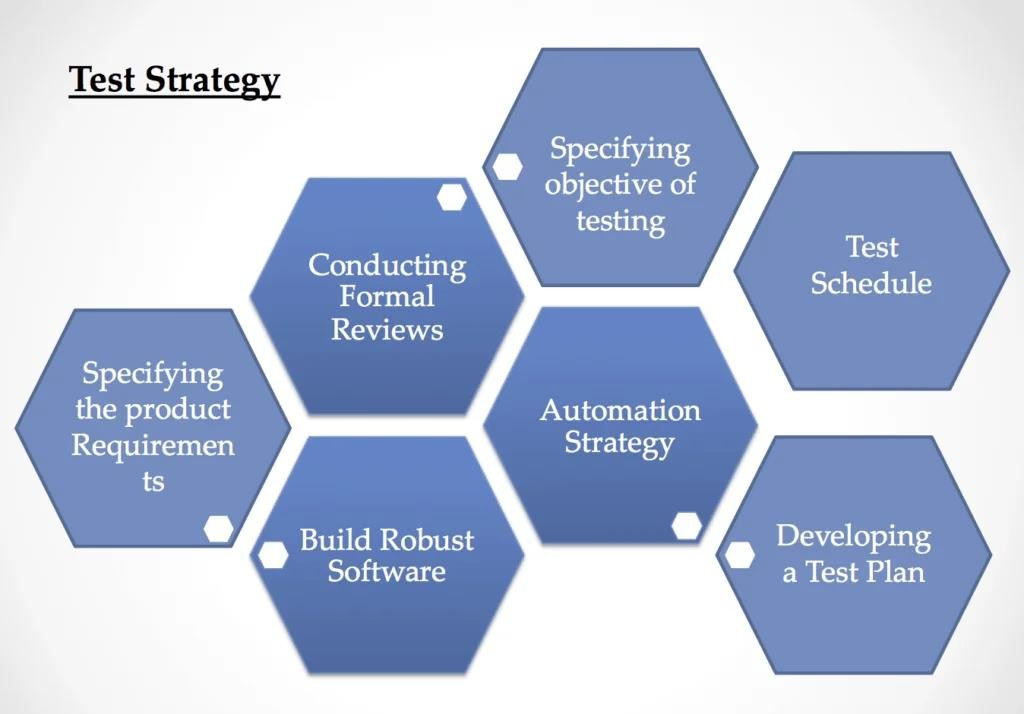 Test Strategy
Specifying
objective of
testing
Test
Schedule
Conducting
Formal
Reviews
Specifying
the product
Requiremen
ts
Automation
Strategy
Build Robust
Software
Developing
a Test Plan